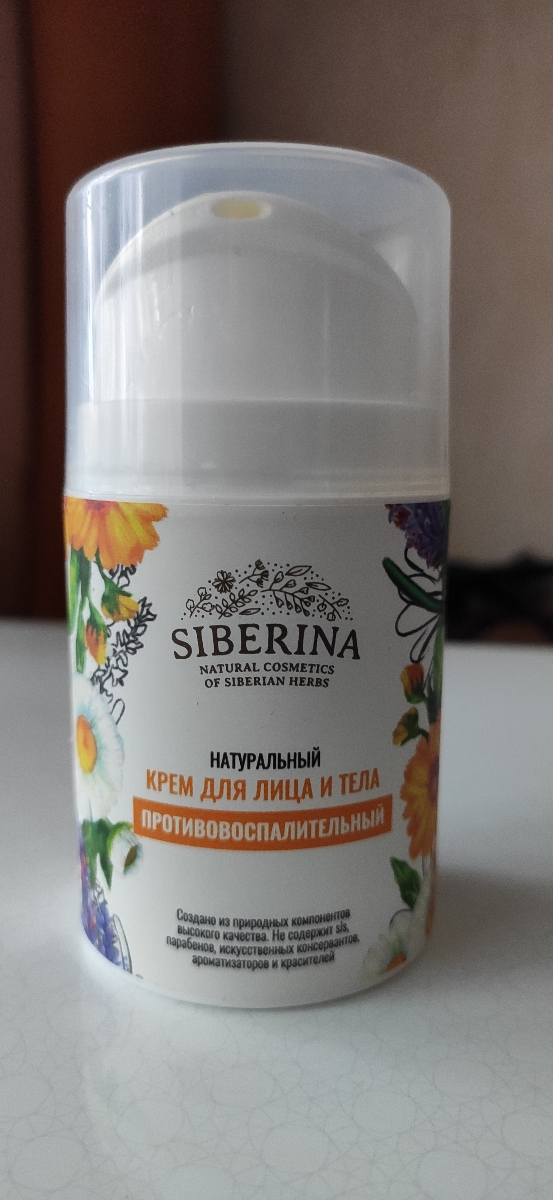 SIBERINA
NATURAL COSMETICS
OF SIBERIAN HERBS
НАТУРАЛЬНЫЙ
КРЕМ ДЛЯ ЛИЦА И ТЕЛА
ПРОТИВОВОСПАЛИТЕЛЬНЫЙ
Создано из природных компонентов
высокого качества. Не содержит sls,
парабенов, искусственных консервантов,
ароматизаторов и красителей